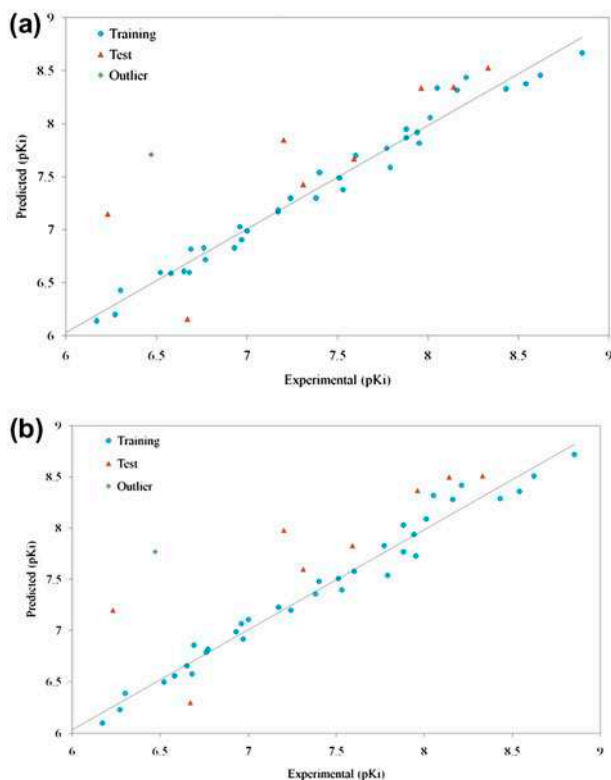 (a)
9
Training
Test
Outlier
8.5
8
7.5
7
6.5
6
Predicted (pKi)
6 6.5 7 7.5 8 8.5 9
Experimental (pKi)
(b)
9
Training
Test
Outlier
8.5
8
7.5
7
6.5
6
Predicted (pKi)
6 6.5 7 7.5 8 8.5 9
Experimental (pKi)